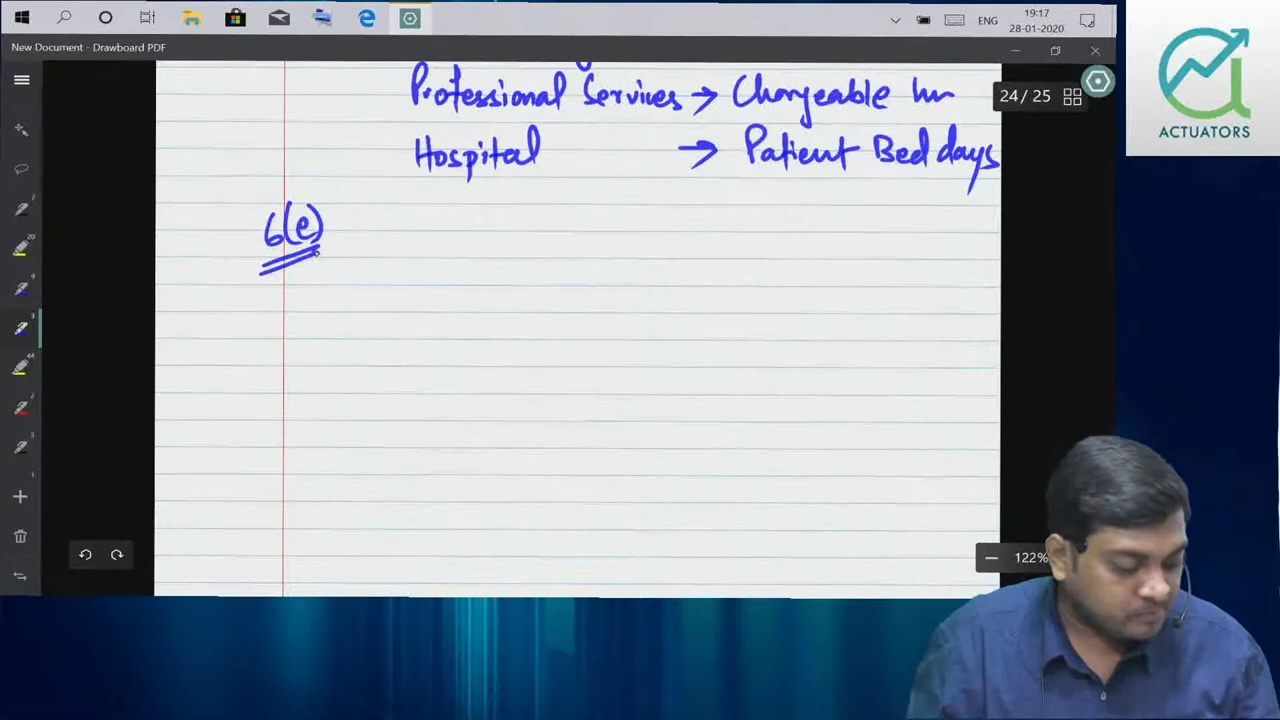 19:17
ENG
28-01-2020
New Document - Drawboard PDF
Professional Services → Chargeable hr
24 / 25
Hospital → Patient Bed days
6(e)
122%
ACTUATORS